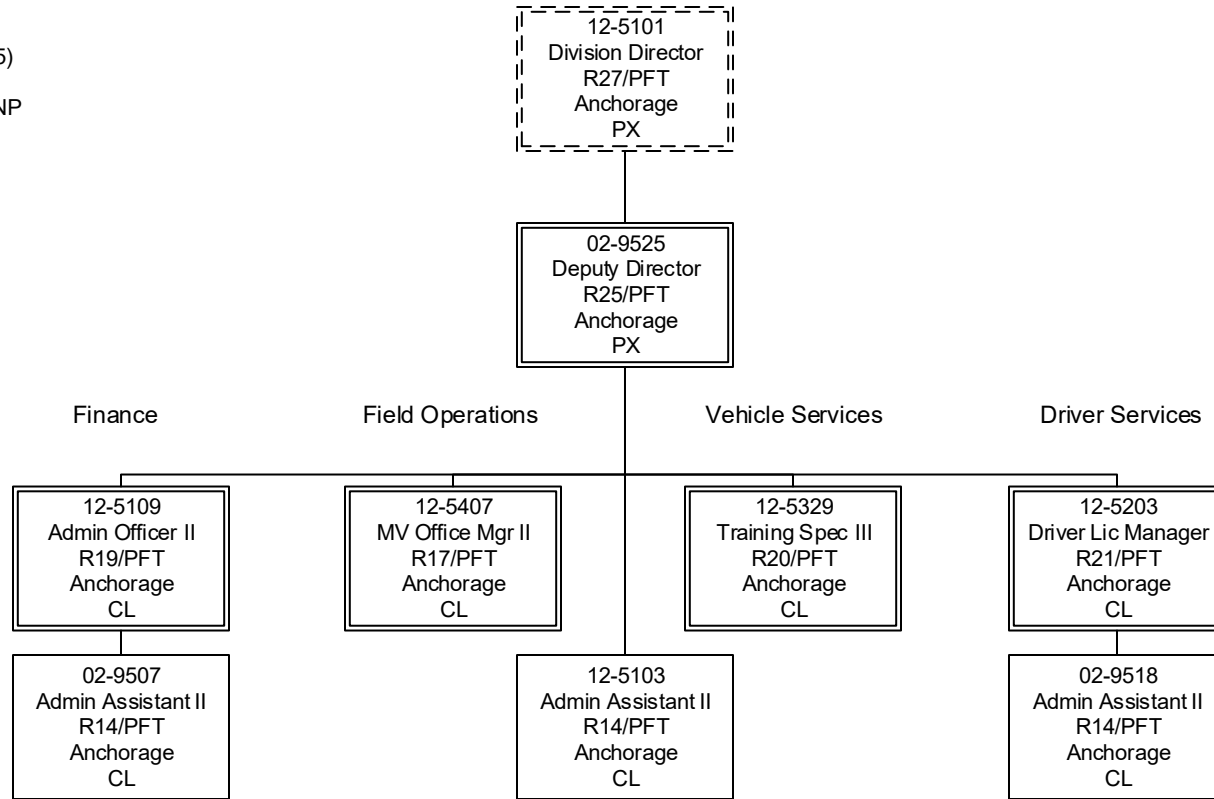 5)
NP
12-5101
Division Director
R27/PFT
Anchorage
PX
02-9525
Deputy Director
R25/PFT
Anchorage
PX
Finance
Field Operations
Vehicle Services
Driver Services
12-5109
Admin Officer II
R19/PFT
Anchorage
CL
12-5407
MV Office Mgr II
R17/PFT
Anchorage
CL
12-5329
Training Spec III
R20/PFT
Anchorage
CL
12-5203
Driver Lic Manager
R21/PFT
Anchorage
CL
02-9507
Admin Assistant II
R14/PFT
Anchorage
CL
12-5103
Admin Assistant II
R14/PFT
Anchorage
CL
02-9518
Admin Assistant II
R14/PFT
Anchorage
CL